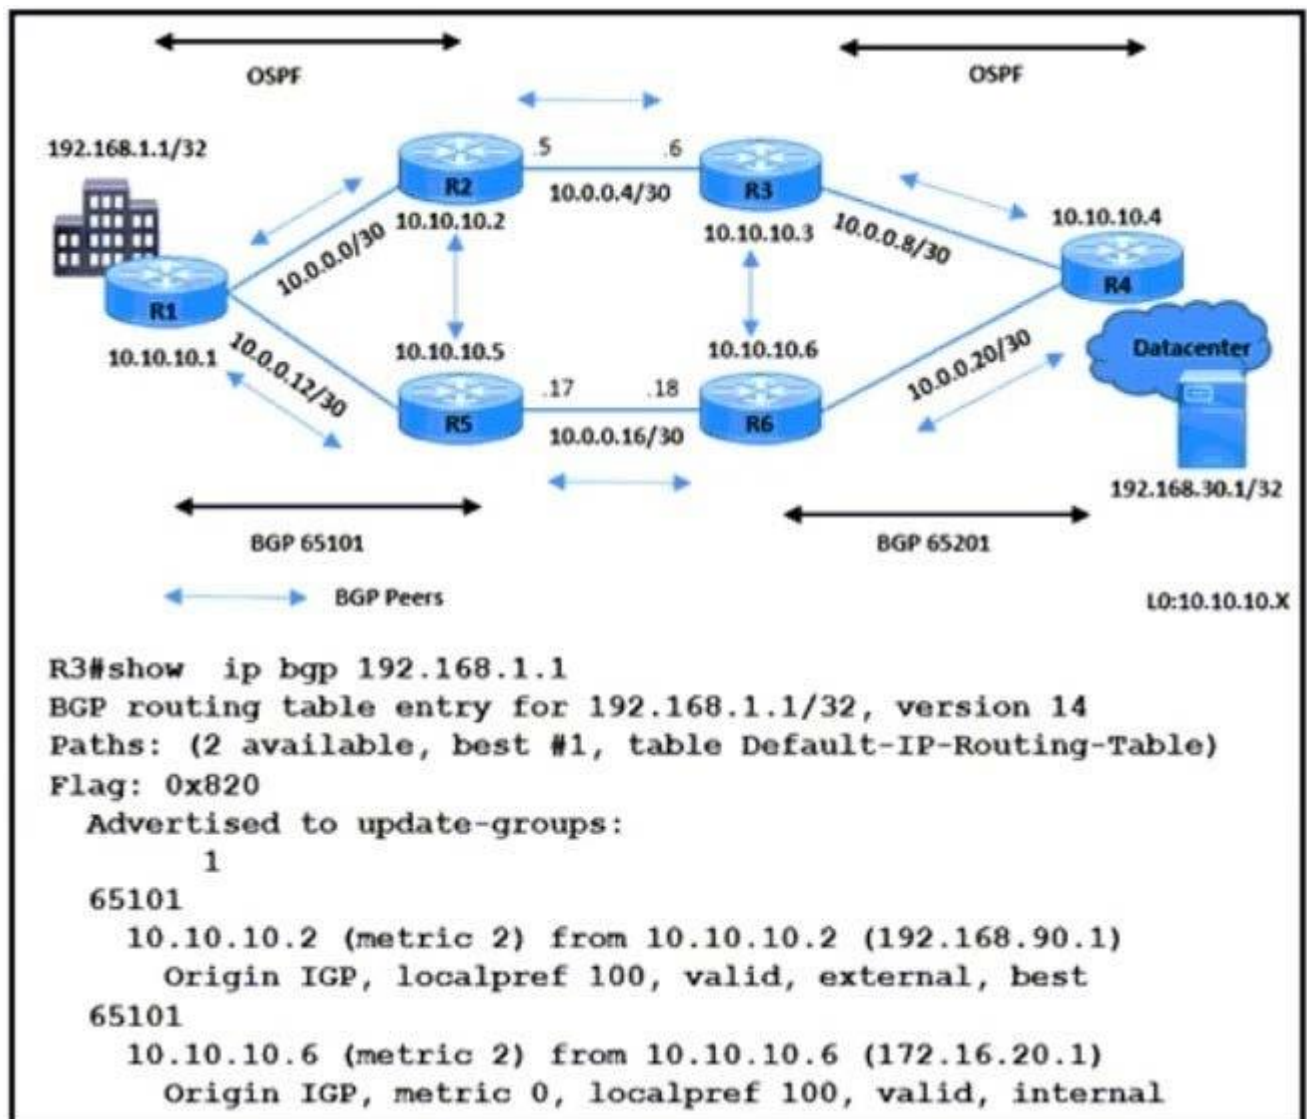 OSPF
OSPF
192.168.1.1/32
.5
.6
R2
10.0.0.4/30
R3
10.10.10.2
10.10.10.3
10.0.0.0/30
10.0.0.8/30
10.10.10.4
R4
R1
10.10.10.1
10.0.0.12/30
10.10.10.5
10.10.10.6
10.0.0.20/30
Datacenter
.17
.18
R5
10.0.0.16/30
R6
192.168.30.1/32
BGP 65101
BGP 65201
BGP Peers
L0:10.10.10.X
R3#show ip bgp 192.168.1.1
BGP routing table entry for 192.168.1.1/32, version 14
Paths: (2 available, best #1, table Default-IP-Routing-Table)
Flag: 0x820
Advertised to update-groups:
1
65101
10.10.10.2 (metric 2) from 10.10.10.2 (192.168.90.1)
Origin IGP, localpref 100, valid, external, best
65101
10.10.10.6 (metric 2) from 10.10.10.6 (172.16.20.1)
Origin IGP, metric 0, localpref 100, valid, internal